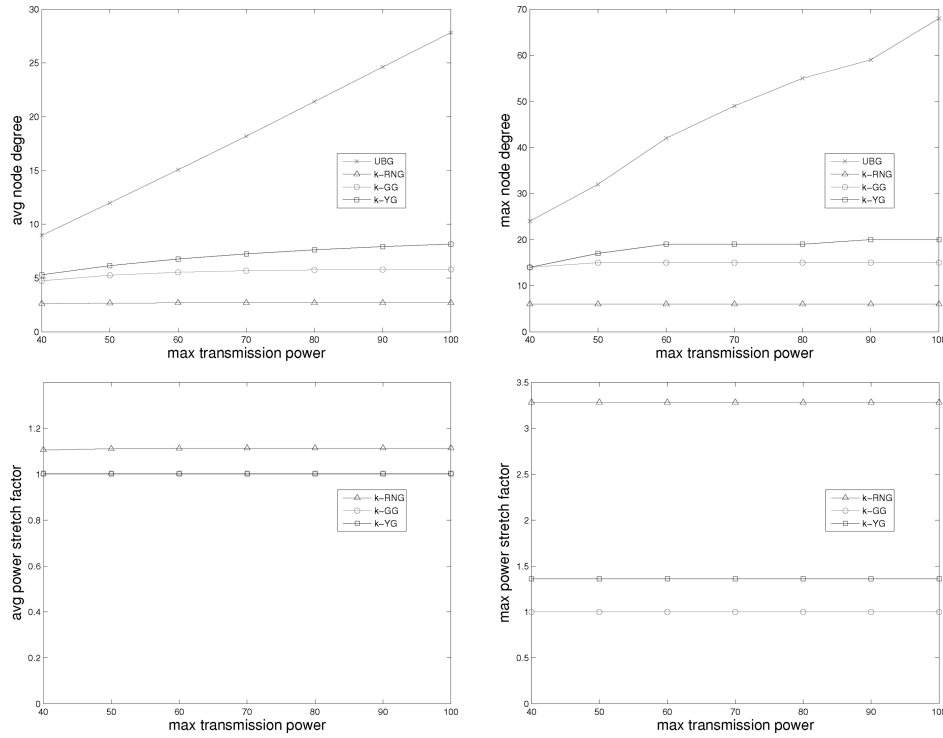 30
25
20
15
10
5
0
avg node degree
UBG
k-RNG
k-GG
k-YG
40 50 60 70 80 90 100
max transmission power
70
60
50
40
30
20
10
0
max node degree
UBG
k-RNG
k-GG
k-YG
40 50 60 70 80 90 100
max transmission power
1.2
1
0.8
0.6
0.4
0.2
0
avg power stretch factor
k-RNG
k-GG
k-YG
40 50 60 70 80 90 100
max transmission power
3.5
3
2.5
2
1.5
1
0.5
0
max power stretch factor
k-RNG
k-GG
k-YG
40 50 60 70 80 90 100
max transmission power